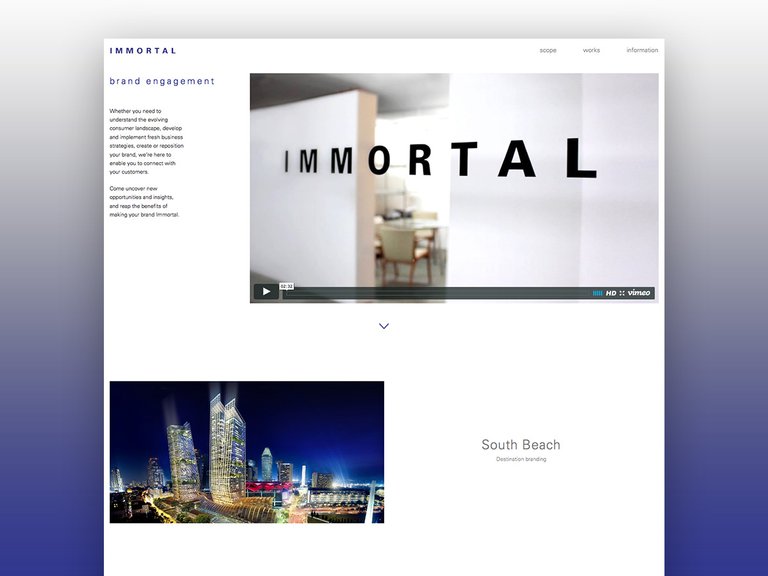 IMMORTAL
scope works information
brand engagement
Whether you need to
understand the evolving
consumer landscape, develop
and implement fresh business
strategies, create or reposition
your brand, we're here to
enable you to connect with
your customers.
Come uncover new
opportunities and insights,
and reap the benefits of
making your brand Immortal.
IMMORTAL
02:32
HD vimeo
South Beach
Destination branding